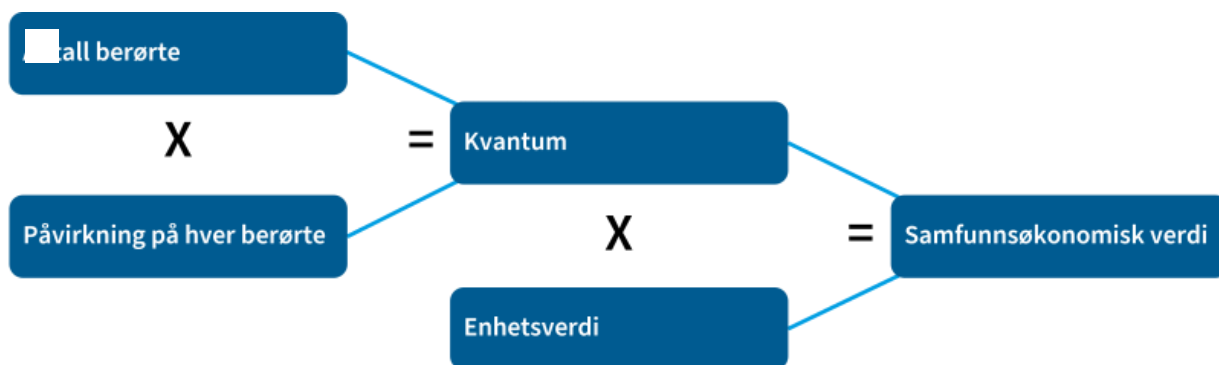 berørte
X
=
Kvantum
Påvirkning på hver berørte
X
=
Samfunnsøkonomisk verdi
Enhetsverdi